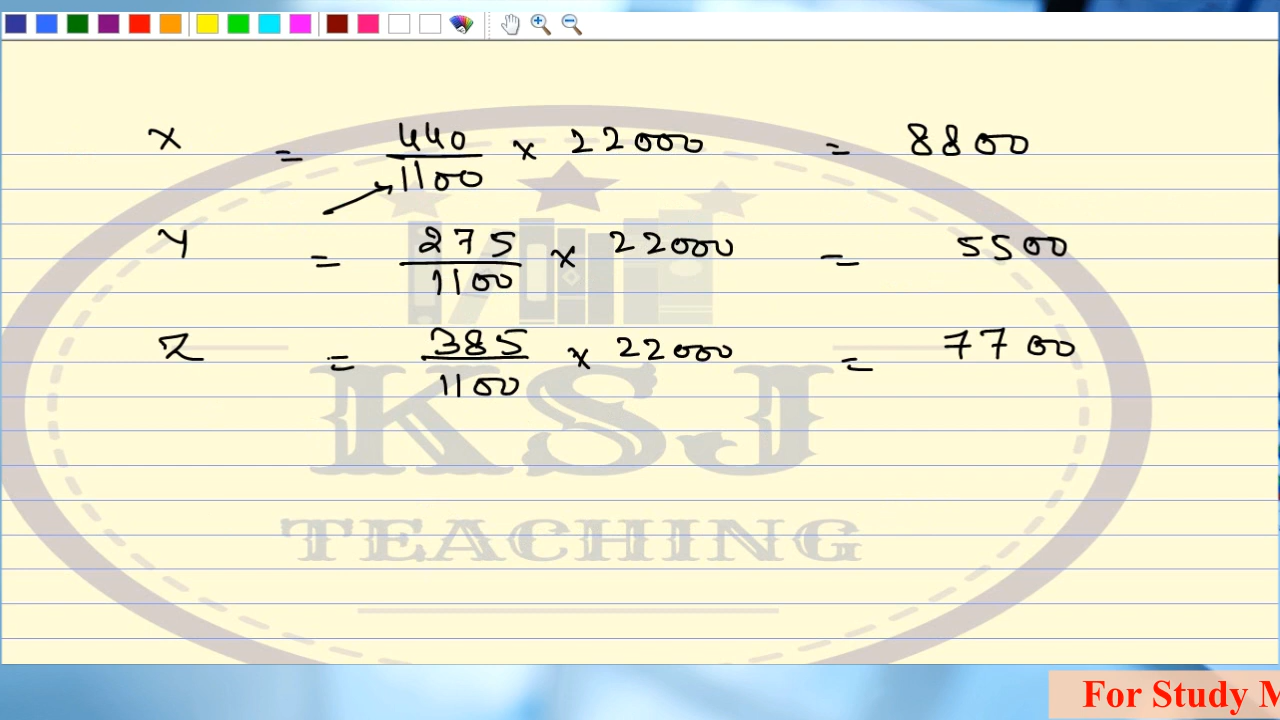 X = 440/1100 × 22000 = 8800
Y = 275/1100 × 22000 = 5500
Z = 385/1100 × 22000 = 7700
KSJ
TEACHING
For Study M